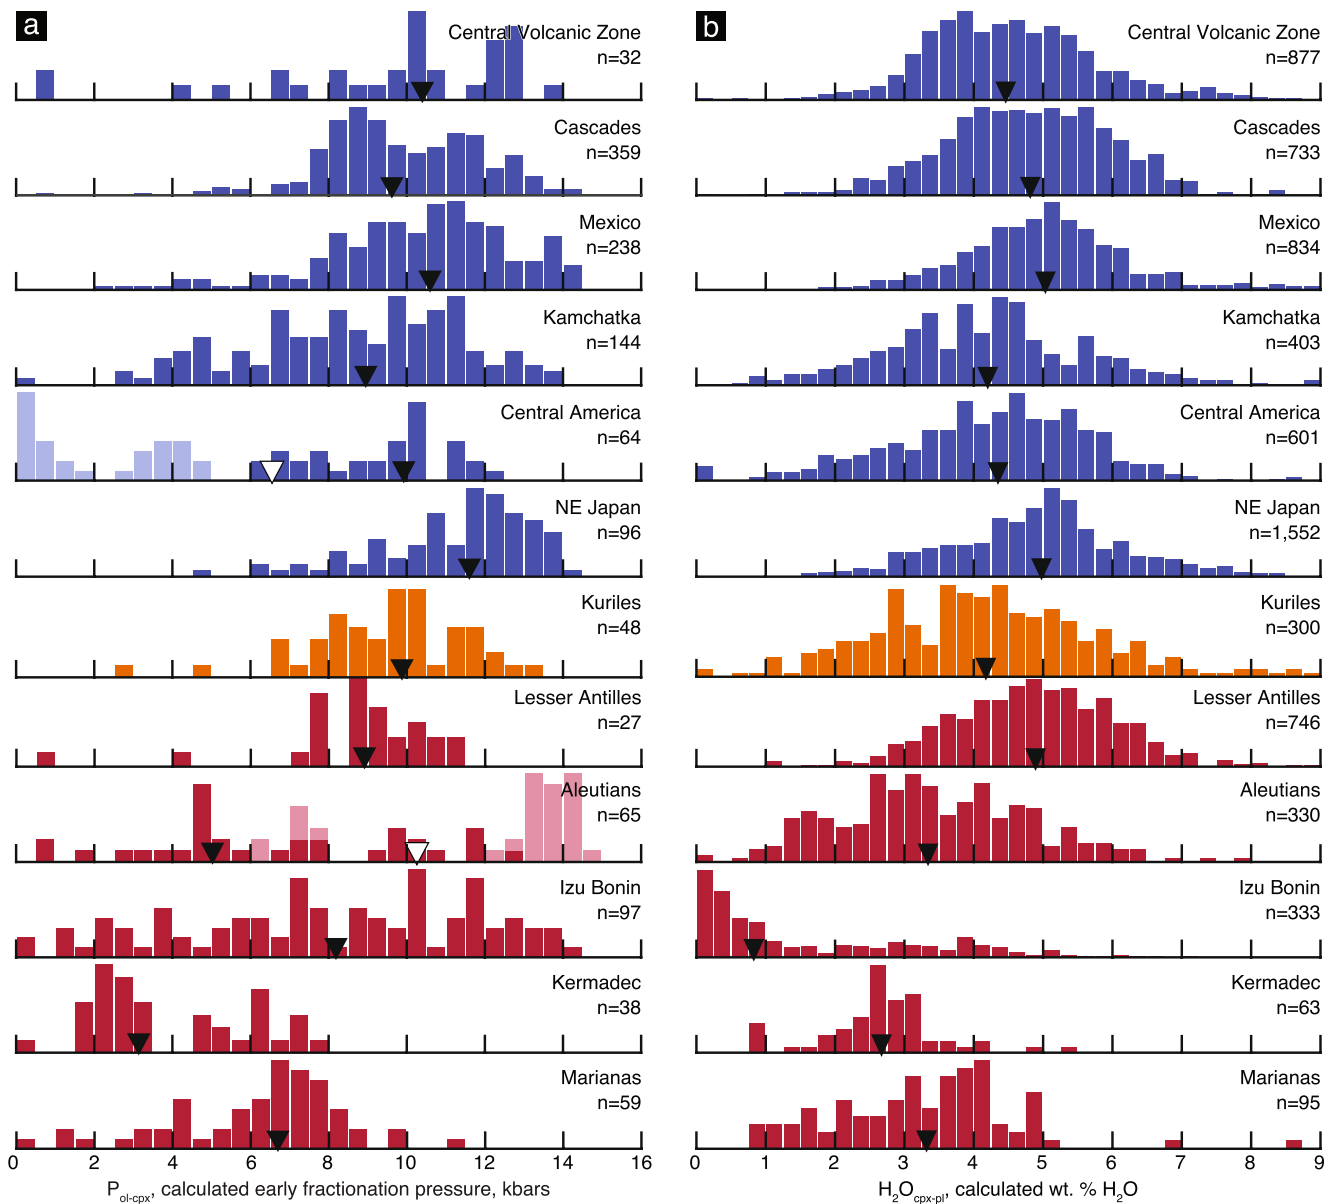 a
Central Volcanic Zone
n=32
Cascades
n=359
Mexico
n=238
Kamchatka
n=144
Central America
n=64
NE Japan
n=96
Kuriles
n=48
Lesser Antilles
n=27
Aleutians
n=65
Izu Bonin
n=97
Kermadec
n=38
Marianas
n=59
0 2 4 6 8 10 12 14 16
P ol-cpx, calculated early fractionation pressure, kbars
b
Central Volcanic Zone
n=877
Cascades
n=733
Mexico
n=834
Kamchatka
n=403
Central America
n=601
NE Japan
n=1,552
Kuriles
n=300
Lesser Antilles
n=746
Aleutians
n=330
Izu Bonin
n=333
Kermadec
n=63
Marianas
n=95
0 1 2 3 4 5 6 7 8 9
H2O cpx-pl, calculated wt. % H2O